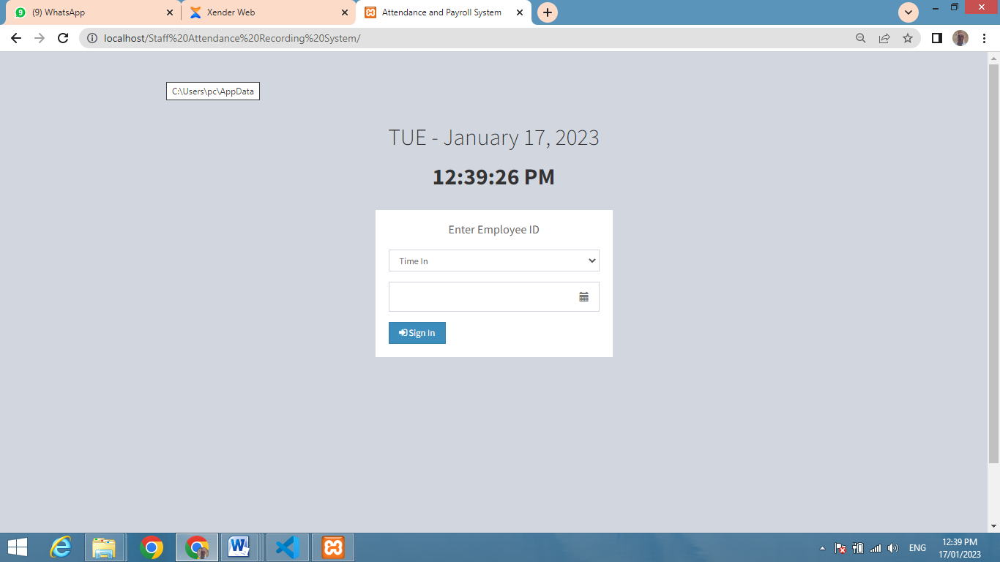 (9) WhatsApp
Xender Web
Attendance and Payroll System
localhost/Staff%20Attendance%20Recording%20System/
C:\Users\pc\AppData
TUE - January 17, 2023
12:39:26 PM
Enter Employee ID
Time In
Sign In
ENG
12:39 PM
17/01/2023